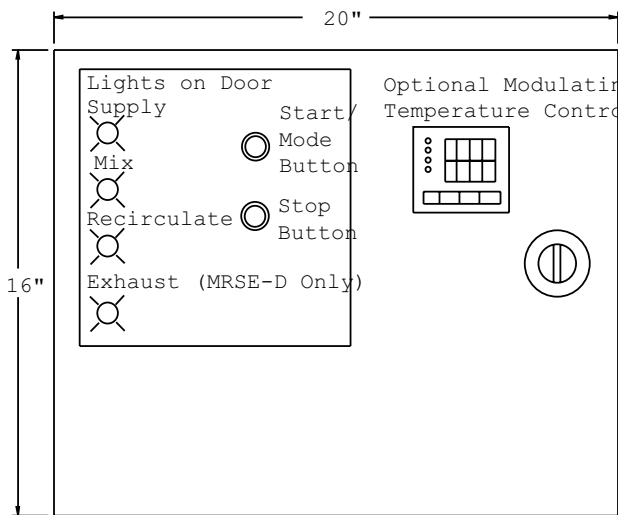 20"
Lights on Door
Supply
Mix
Recirculate
Exhaust (MRSE-D Only)
Start/
Mode
Button
Stop
Button
Optional Modulatin
Temperature Contro
16"